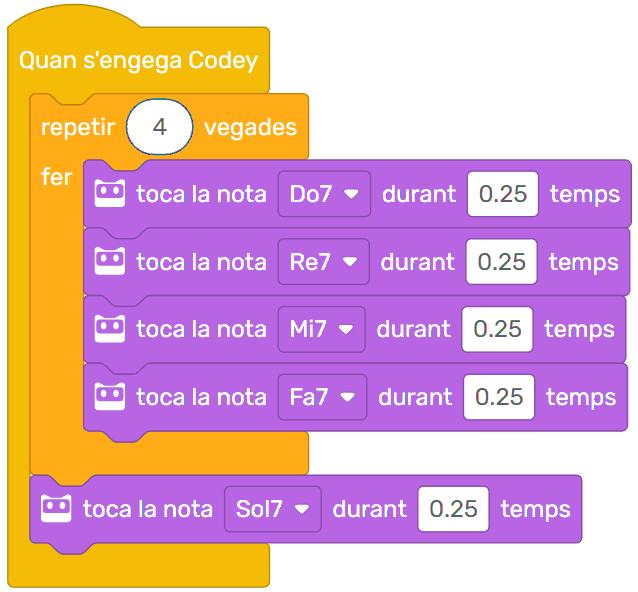 Quan s'engega Codey
repetir 4 vegades
fer
toca la nota Do7 durant 0.25 temps
toca la nota Re7 durant 0.25 temps
toca la nota Mi7 durant 0.25 temps
toca la nota Fa7 durant 0.25 temps
toca la nota Sol7 durant 0.25 temps